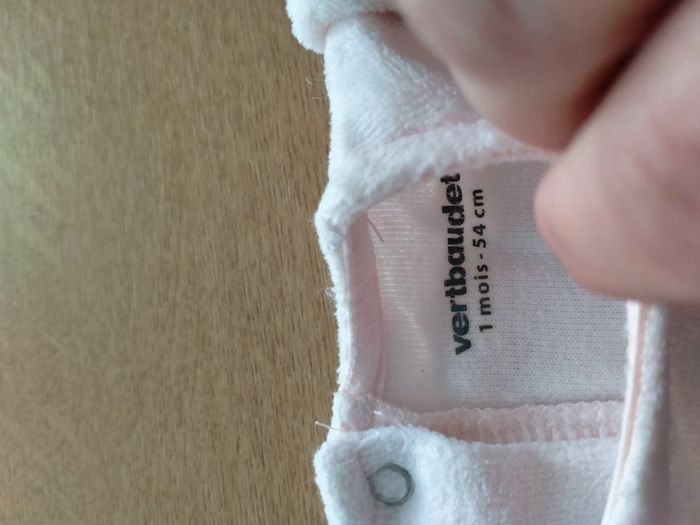 vertbaudet
1 mois - 54 cm